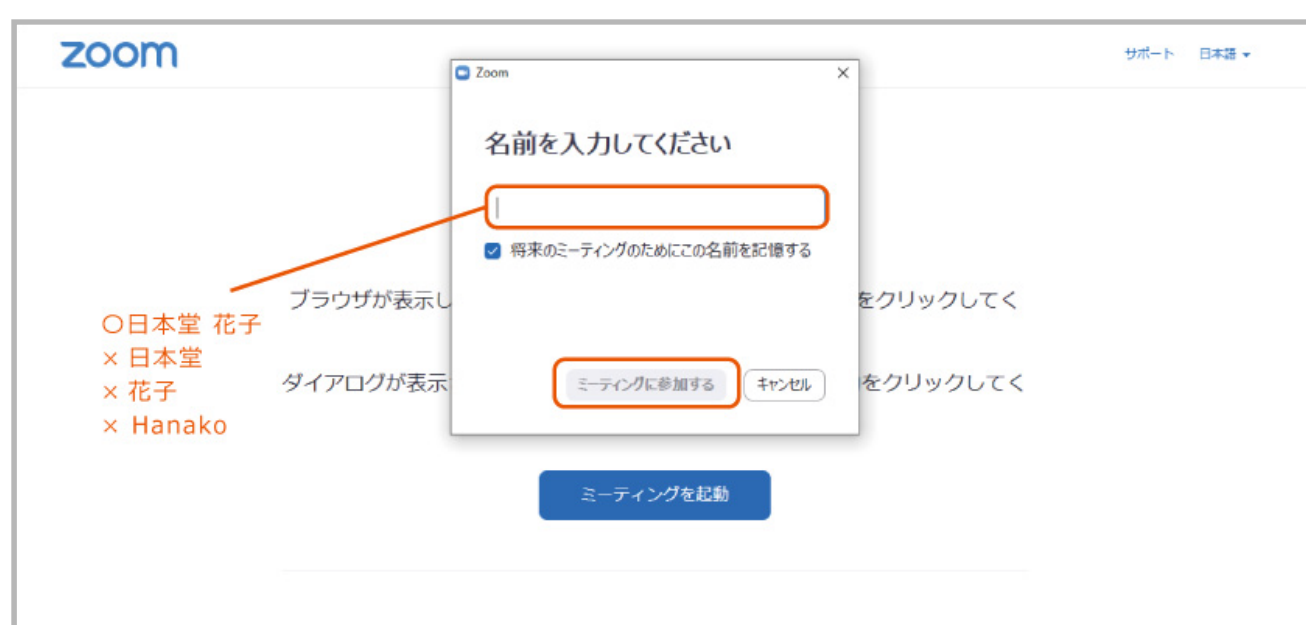 zoom
サポート 日本語
Zoom
名前を入力してください
将来のミーティングのためにこの名前を記憶する
ブラウザが表示し
をクリックしてく
〇日本堂 花子
× 日本堂
× 花子
× Hanako
ダイアログが表示
をクリックしてく
ミーティングに参加する キャンセル
ミーティングを起動